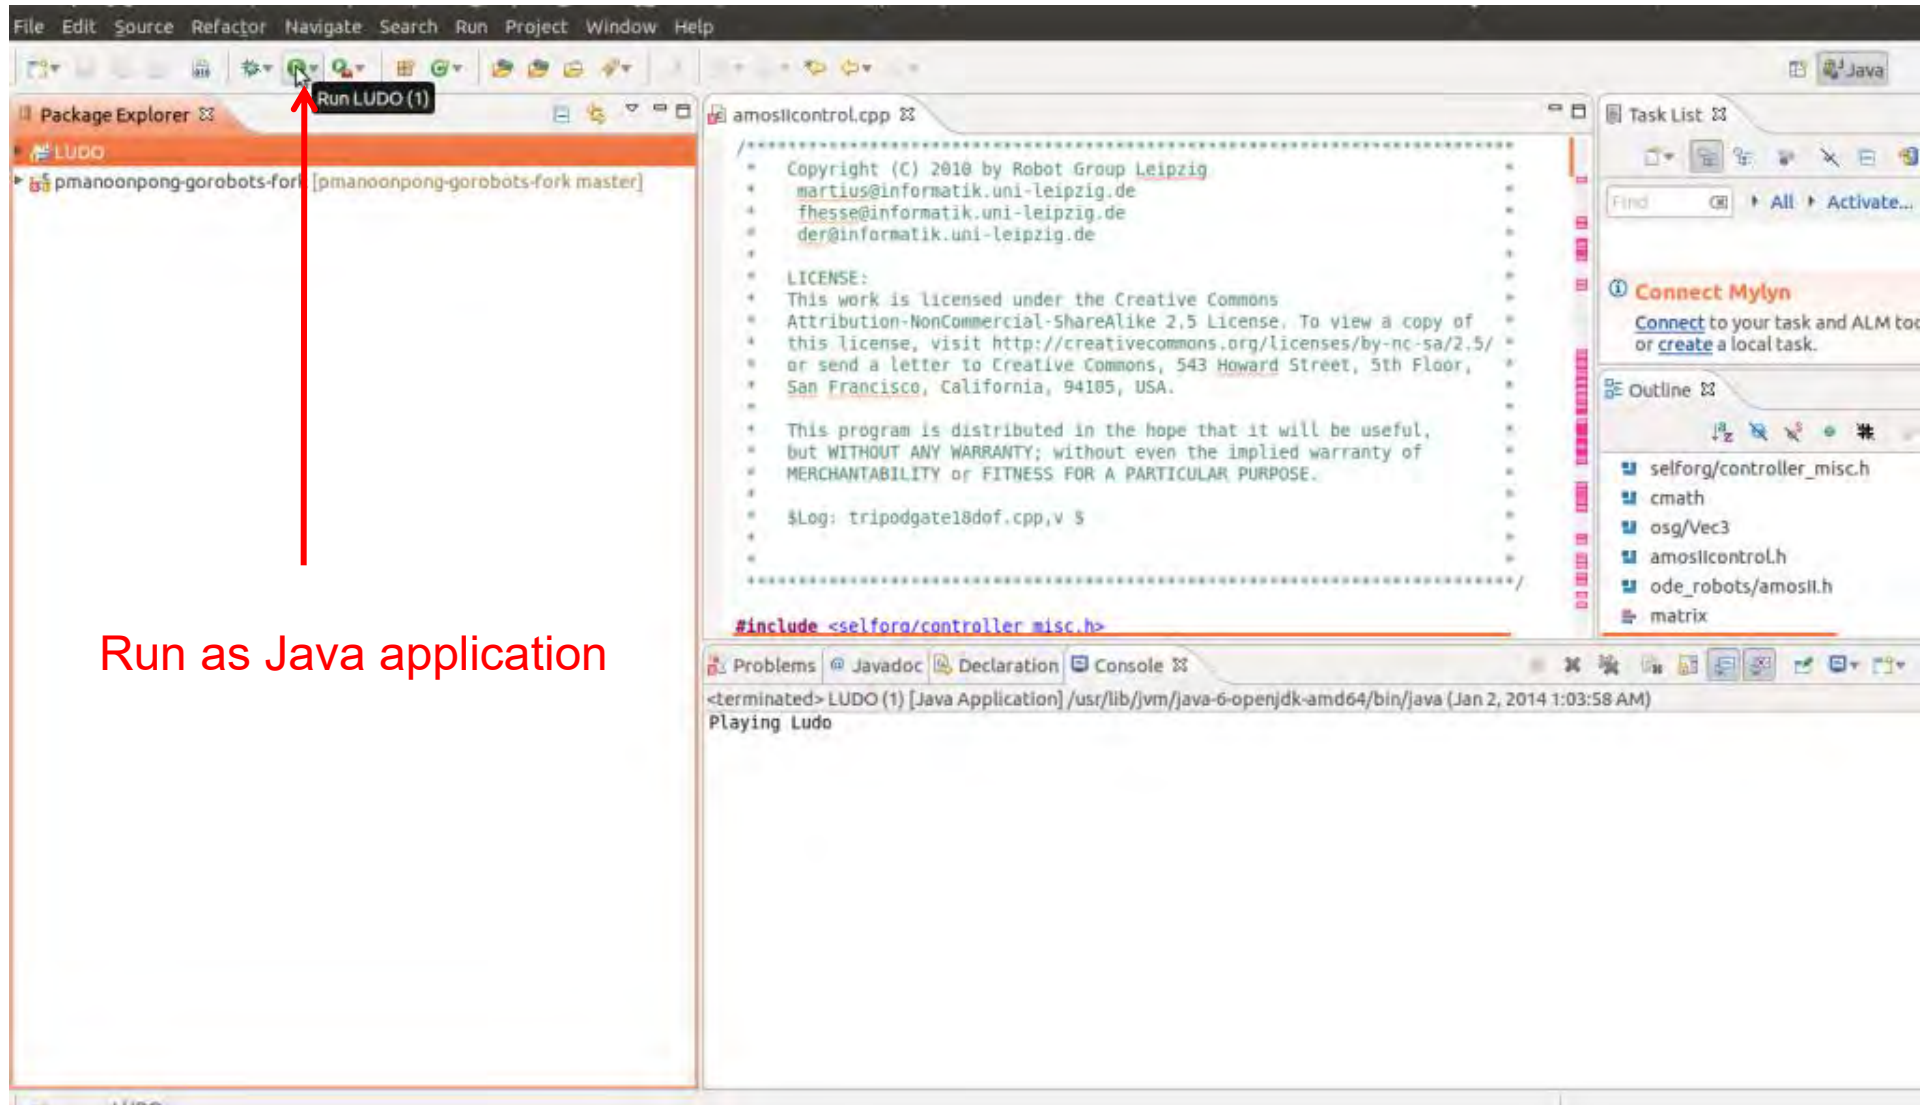 File Edit Source Refactor Navigate Search Run Project Window Help
Java
Run LUDO (1)
Package Explorer
LUDO
pmanoonpong-gorobots-fork [pmanoonpong-gorobots-fork master]
Run as Java application
amosIIcontrol.cpp
/****************************************************************************
* Copyright (C) 2010 by Robot Group Leipzig *
* martius@informatik.uni-leipzig.de *
* fhesse@informatik.uni-leipzig.de *
* der@informatik.uni-leipzig.de *
* *
* LICENSE: *
* This work is licensed under the Creative Commons *
* Attribution-NonCommercial-ShareAlike 2.5 License. To view a copy of *
* this license, visit http://creativecommons.org/licenses/by-nc-sa/2.5/ *
* or send a letter to Creative Commons, 543 Howard Street, 5th Floor, *
* San Francisco, California, 94105, USA. *
* *
* This program is distributed in the hope that it will be useful, *
* but WITHOUT ANY WARRANTY; without even the implied warranty of *
* MERCHANTABILITY or FITNESS FOR A PARTICULAR PURPOSE. *
* *
* $Log: tripodgate18dof.cpp,v $ *
* *
* *
****************************************************************************/
#include <selforg/controller_misc.h>
Task List
Find All Activate...
Connect Mylyn
Connect to your task and ALM too
or create a local task.
Outline
selforg/controller_misc.h
cmath
osg/Vec3
amosIIcontrol.h
ode_robots/amosII.h
matrix
Problems @ Javadoc Declaration Console
<terminated> LUDO (1) [Java Application] /usr/lib/jvm/java-6-openjdk-amd64/bin/java (Jan 2, 2014 1:03:58 AM)
Playing Ludo